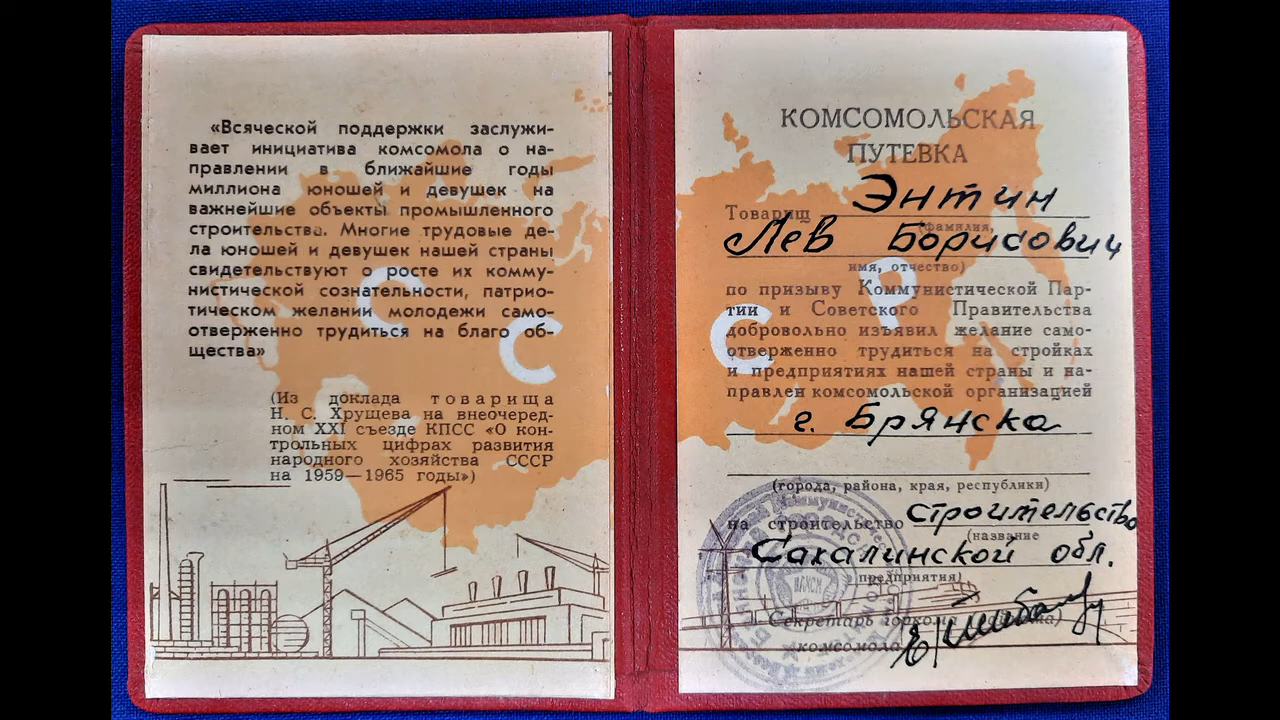 «Всяческой поддержки заслужи-
вает инициатива комсомола о на-
правлении в ближайшие годы
миллиона юношей и девушек на
важнейшие объекты промышленного
строительства. Многие трудовые де-
ла юношей и девушек нашей страны
свидетельствуют о росте их комму-
нистической сознательности, патрио-
тическом желании молодежи само-
отверженно трудиться на благо об-
щества»
(Из доклада товарища
Н. С. Хрущева на внеочеред-
ном XXI съезде КПСС «О кон-
трольных цифрах развития
народного хозяйства СССР
на 1959—1965 годы»)
С С С Р
КОМСОМОЛЬСКАЯ
ПУТЕВКА
Товарищ Энтин
(фамилия,
Лев Борисович
имя, отчество)
по призыву Коммунистической Пар-
тии и Советского Правительства
добровольно изъявил желание само-
отверженно трудиться на стройках
и предприятиях нашей страны и на-
правлен комсомольской организацией
г. Брянска
(города, района, края, республики)
на строительство строительство
(название
Сахалинской обл.
предприятия)
Секретарь горкома
комсомола